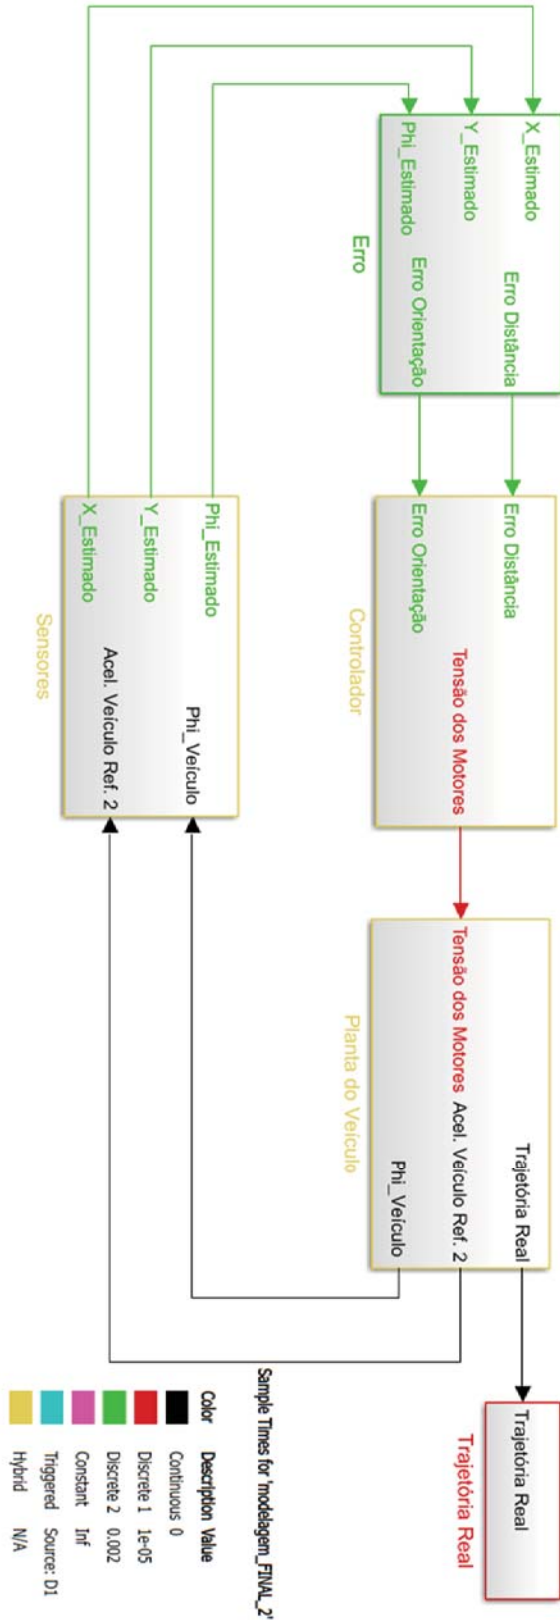 X_Estimado
Y_Estimado
Phi_Estimado
Erro Distância
Erro Orientação
Erro
Erro Distância
Erro Orientação
Tensão dos Motores
Controlador
Tensão dos Motores
Trajetória Real
Acel. Veículo Ref. 2
Phi_Veículo
Planta do Veículo
Trajetória Real
Trajetória Real
Phi_Estimado
Y_Estimado
X_Estimado
Phi_Veículo
Acel. Veículo Ref. 2
Sensores
Sample Times for 'modelagem_FINAL_2'
Color Description Value
Continuous 0
Discrete 1 1e-05
Discrete 2 0.002
Constant Inf
Triggered Source: D1
Hybrid N/A